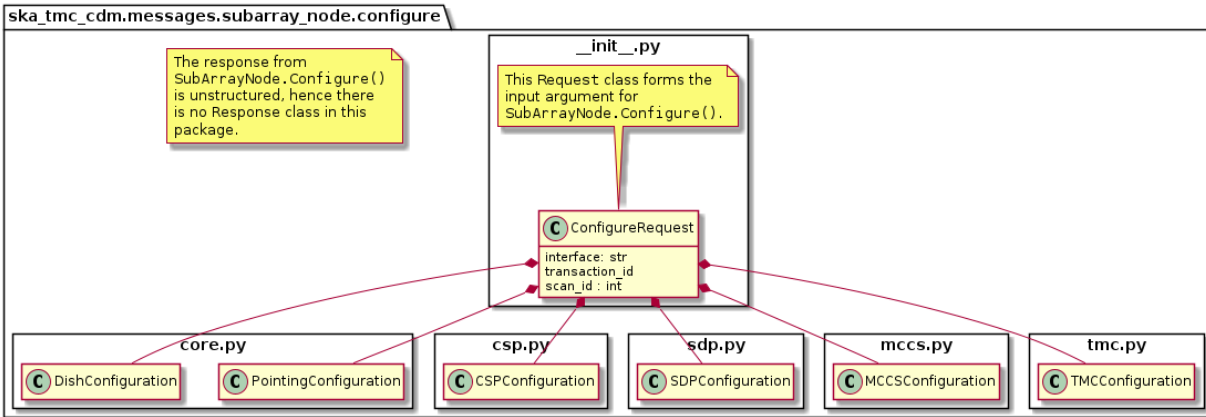 ska_tmc_cdm.messages.subarray_node.configure
__init__.py
The response from
SubArrayNode.Configure()
is unstructured, hence there
is no Response class in this
package.
This Request class forms the
input argument for
SubArrayNode.Configure().
C ConfigureRequest
interface: str
transaction_id
scan_id : int
core.py
C DishConfiguration
C PointingConfiguration
csp.py
C CSPConfiguration
sdp.py
C SDPConfiguration
mccs.py
C MCCSConfiguration
tmc.py
C TMCConfiguration